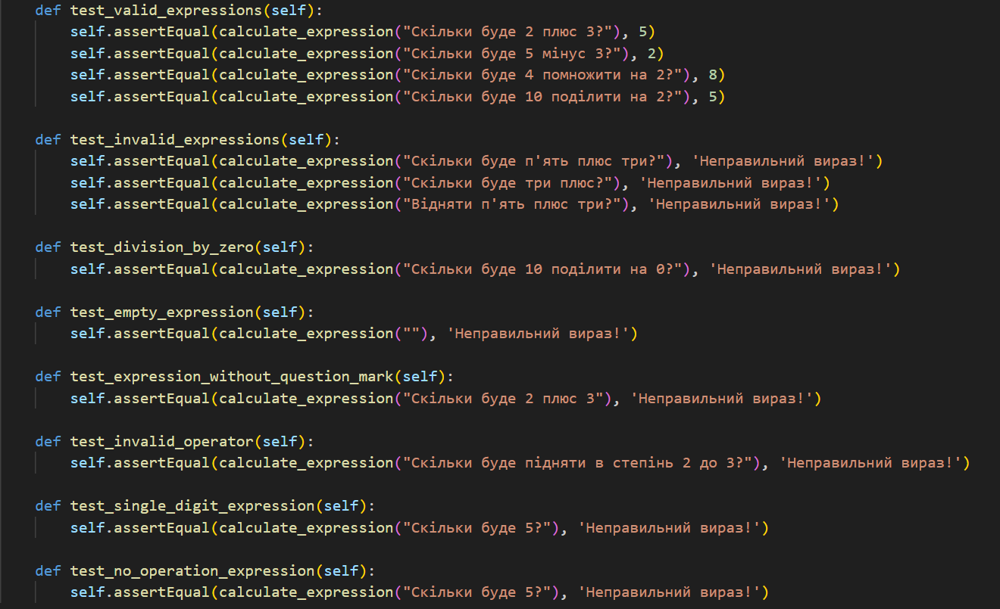 def test_valid_expressions(self):
    self.assertEqual(calculate_expression("Скільки буде 2 плюс 3?"), 5)
    self.assertEqual(calculate_expression("Скільки буде 5 мінус 3?"), 2)
    self.assertEqual(calculate_expression("Скільки буде 4 помножити на 2?"), 8)
    self.assertEqual(calculate_expression("Скільки буде 10 поділити на 2?"), 5)

def test_invalid_expressions(self):
    self.assertEqual(calculate_expression("Скільки буде п'ять плюс три?"), 'Неправильний вираз!')
    self.assertEqual(calculate_expression("Скільки буде три плюс?"), 'Неправильний вираз!')
    self.assertEqual(calculate_expression("Відняти п'ять плюс три?"), 'Неправильний вираз!')

def test_division_by_zero(self):
    self.assertEqual(calculate_expression("Скільки буде 10 поділити на 0?"), 'Неправильний вираз!')

def test_empty_expression(self):
    self.assertEqual(calculate_expression(""), 'Неправильний вираз!')

def test_expression_without_question_mark(self):
    self.assertEqual(calculate_expression("Скільки буде 2 плюс 3"), 'Неправильний вираз!')

def test_invalid_operator(self):
    self.assertEqual(calculate_expression("Скільки буде підняти в степінь 2 до 3?"), 'Неправильний вираз!')

def test_single_digit_expression(self):
    self.assertEqual(calculate_expression("Скільки буде 5?"), 'Неправильний вираз!')

def test_no_operation_expression(self):
    self.assertEqual(calculate_expression("Скільки буде 5?"), 'Неправильний вираз!')